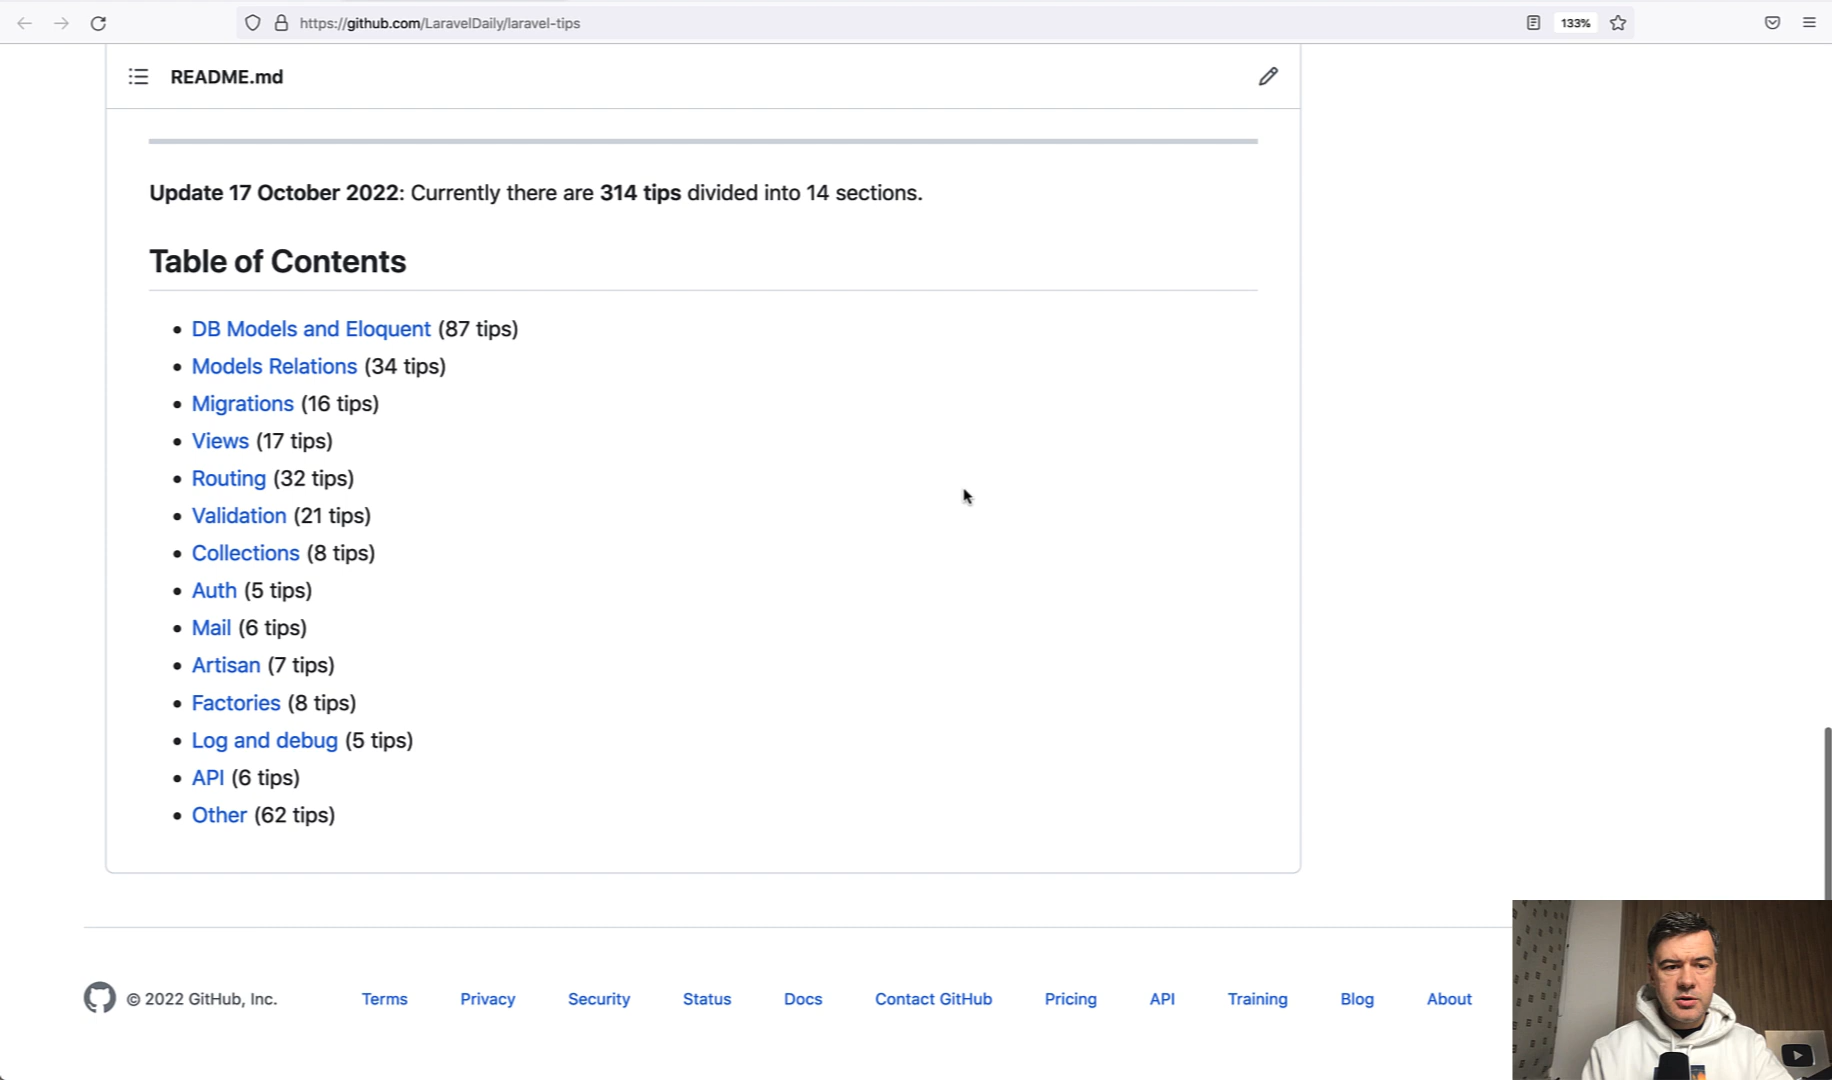 https://github.com/LaravelDaily/laravel-tips
133%
README.md
Update 17 October 2022: Currently there are 314 tips divided into 14 sections.
Table of Contents
DB Models and Eloquent (87 tips)
Models Relations (34 tips)
Migrations (16 tips)
Views (17 tips)
Routing (32 tips)
Validation (21 tips)
Collections (8 tips)
Auth (5 tips)
Mail (6 tips)
Artisan (7 tips)
Factories (8 tips)
Log and debug (5 tips)
API (6 tips)
Other (62 tips)
© 2022 GitHub, Inc. Terms Privacy Security Status Docs Contact GitHub Pricing API Training Blog About